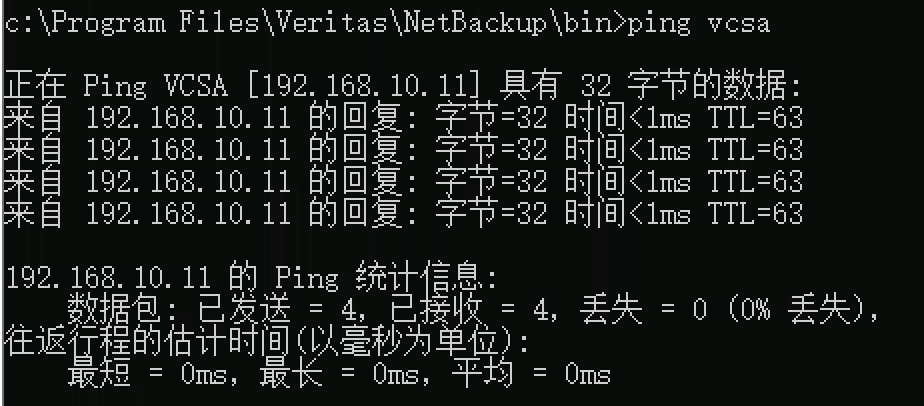 c:\Program Files\Veritas\NetBackup\bin>ping vcsa
正在 Ping VCSA [192.168.10.11] 具有 32 字节的数据:
来自 192.168.10.11 的回复: 字节=32 时间<1ms TTL=63
来自 192.168.10.11 的回复: 字节=32 时间<1ms TTL=63
来自 192.168.10.11 的回复: 字节=32 时间<1ms TTL=63
来自 192.168.10.11 的回复: 字节=32 时间<1ms TTL=63
192.168.10.11 的 Ping 统计信息:
数据包: 已发送 = 4，已接收 = 4，丢失 = 0 (0% 丢失)，
往返行程的估计时间(以毫秒为单位):
最短 = 0ms，最长 = 0ms，平均 = 0ms